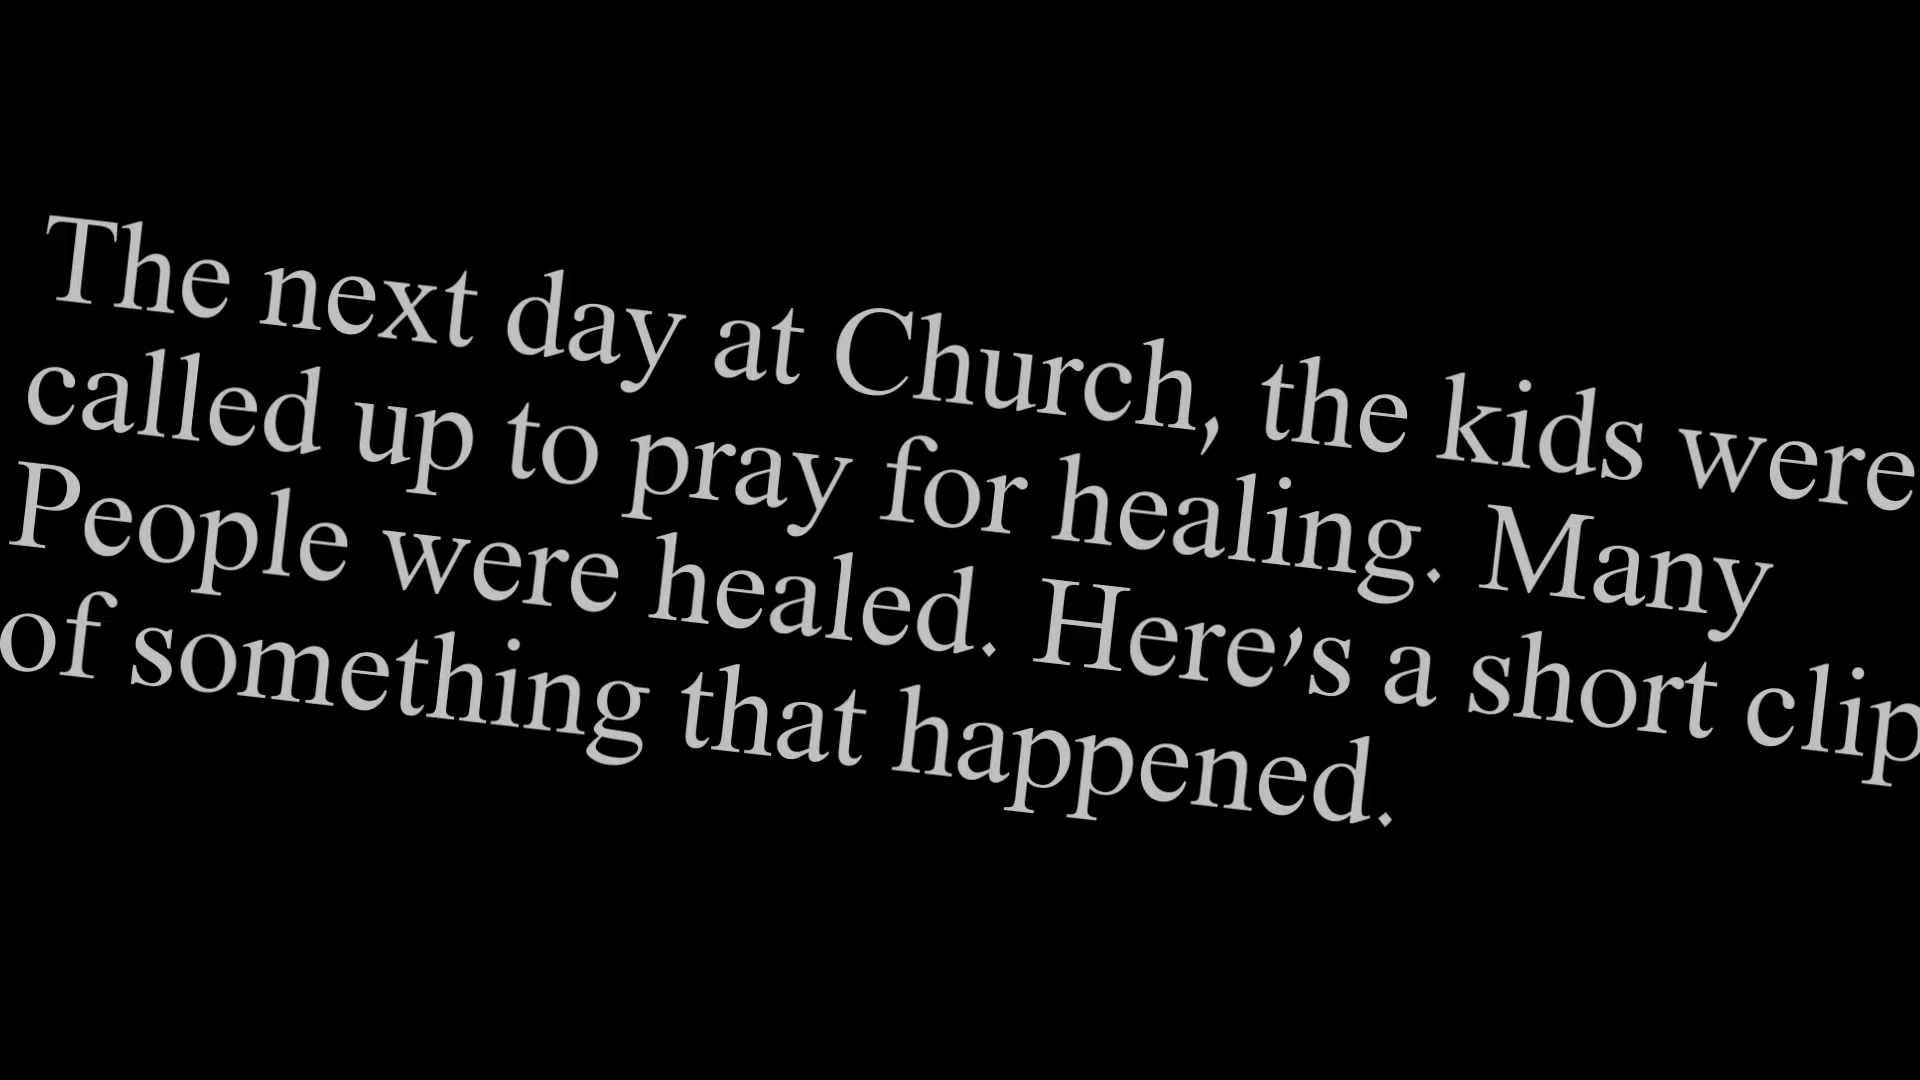 The next day at Church, the kids were
called up to pray for healing. Many
People were healed. Here's a short clip
of something that happened.